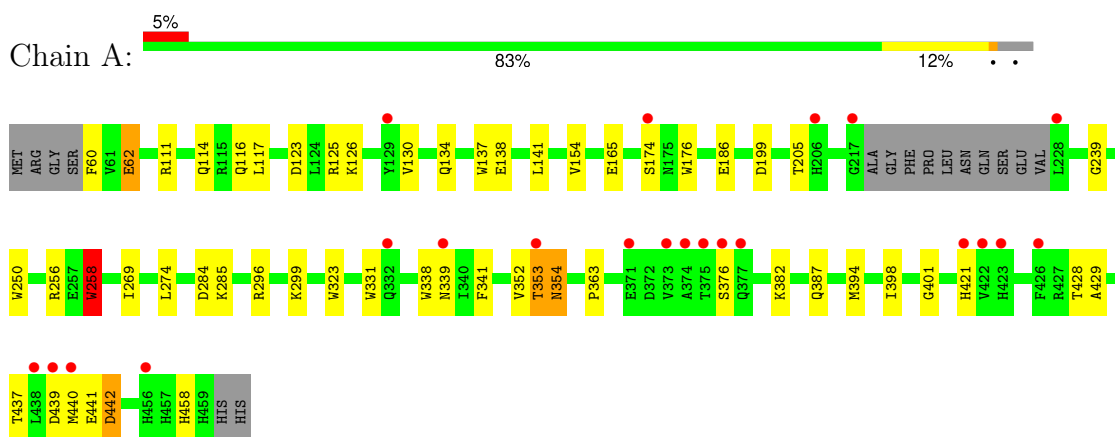 5%
Chain A:
83% 12% • •
MET ARG GLY SER F60 V61 E62 R111 Q114 R115 Q116 L117 D123 L124 R125 K126 Y129 V130 Q134 W137 E138 L141 V154 E165 S174 N175 W176 E186 D199 T205 H206 G217 ALA GLY PHE PRO LEU ASN GLN SER GLU VAL L228 G239
W250 R256 E257 W258 I269 L274 D284 K285 R296 K299 W323 W331 Q332 W338 N339 I340 F341 V352 T353 N354 P363 E371 D372 V373 A374 T375 S376 Q377 K382 Q387 M394 I398 G401 H421 V422 H423 F426 R427 T428 A429
T437 L438 D439 M440 E441 D442 H456 H457 H458 H459 HIS HIS